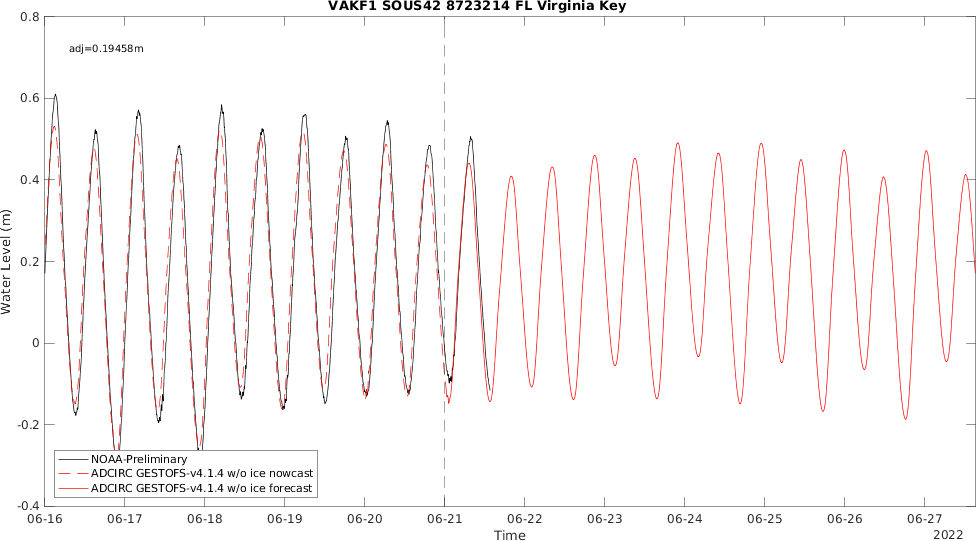 VAKF1 SOUS42 8723214 FL Virginia Key
adj=0.19458m
Water Level (m)
0.8
0.6
0.4
0.2
0
-0.2
-0.4
NOAA-Preliminary
ADCIRC GESTOFS-v4.1.4 w/o ice nowcast
ADCIRC GESTOFS-v4.1.4 w/o ice forecast
06-16 06-17 06-18 06-19 06-20 06-21 06-22 06-23 06-24 06-25 06-26 06-27
Time
2022